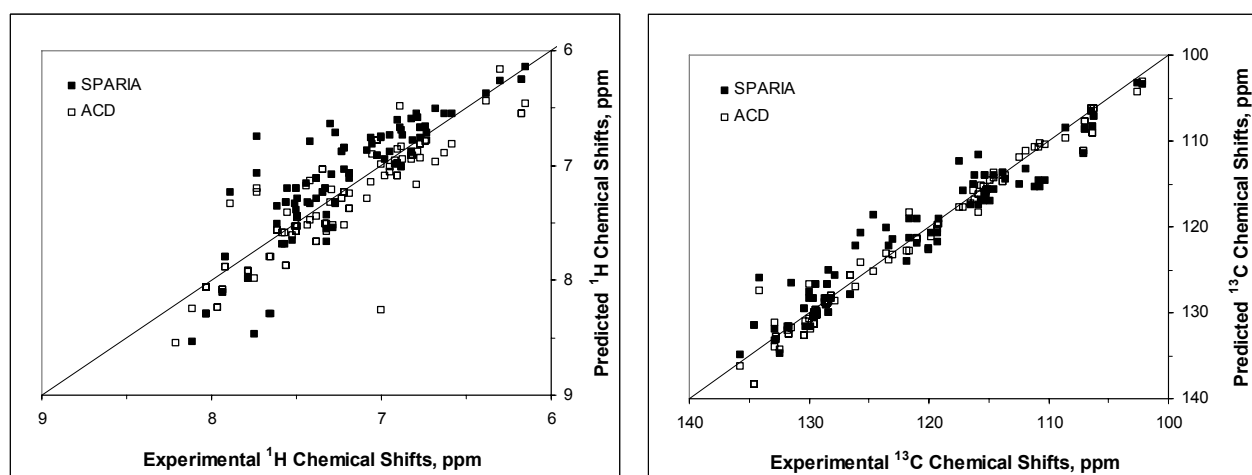 6
SPARIA
ACD
7
8
9
9
8
7
6
Predicted ¹H Chemical Shifts, ppm
Experimental ¹H Chemical Shifts, ppm
100
SPARIA
ACD
110
120
130
140
140
130
120
110
100
Predicted ¹³C Chemical Shifts, ppm
Experimental ¹³C Chemical Shifts, ppm